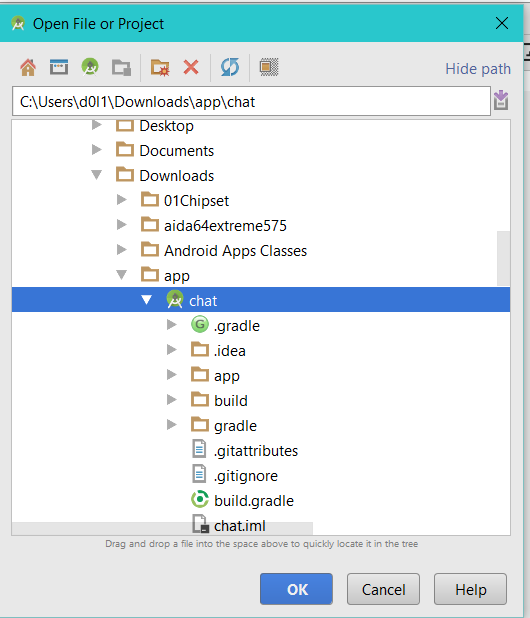 Open File or Project
Hide path
C:\Users\d0l1\Downloads\app\chat
Desktop
Documents
Downloads
01Chipset
aida64extreme575
Android Apps Classes
app
chat
G .gradle
.idea
app
build
gradle
.gitattributes
.gitignore
build.gradle
chat.iml
Drag and drop a file into the space above to quickly locate it in the tree
OK Cancel Help